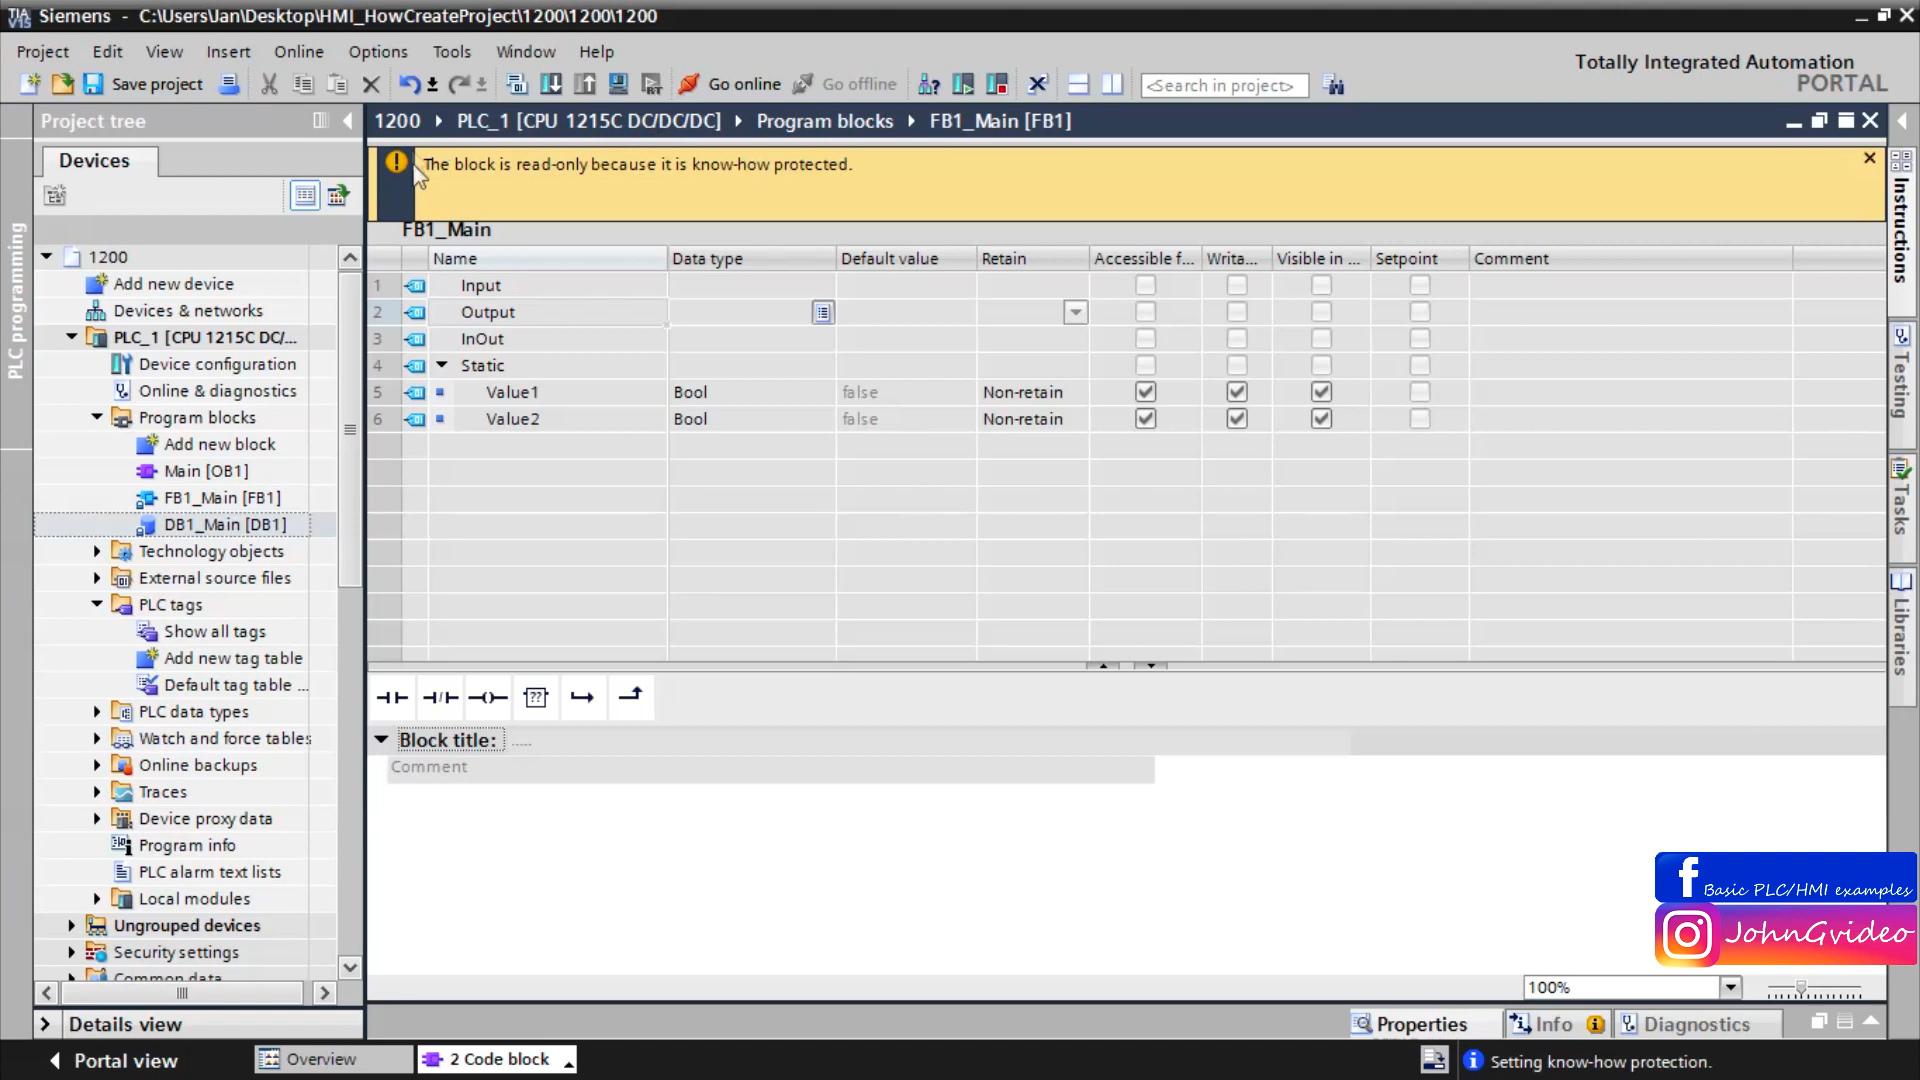 Siemens - C:\Users\Jan\Desktop\HMI_HowCreateProject\1200\1200\1200
Project Edit View Insert Online Options Tools Window Help
Totally Integrated Automation
PORTAL
Save project
Go online
Go offline
<Search in project>
Project tree
1200 PLC_1 [CPU 1215C DC/DC/DC] Program blocks FB1_Main [FB1]
Devices
The block is read-only because it is know-how protected.
PLC programming
1200
Add new device
Devices & networks
PLC_1 [CPU 1215C DC/...
Device configuration
Online & diagnostics
Program blocks
Add new block
Main [OB1]
FB1_Main [FB1]
DB1_Main [DB1]
Technology objects
External source files
PLC tags
Show all tags
Add new tag table
Default tag table ...
PLC data types
Watch and force tables
Online backups
Traces
Device proxy data
Program info
PLC alarm text lists
Local modules
Ungrouped devices
Security settings
Common data
Details view
FB1_Main
Name Data type Default value Retain Accessible f... Writa... Visible in ... Setpoint Comment
1 Input
2 Output
3 InOut
4 Static
5 Value1 Bool false Non-retain
6 Value2 Bool false Non-retain
??
Block title: .....
Comment
Instructions
Testing
Tasks
Libraries
Basic PLC/HMI examples
JohnGvideo
100%
Properties Info Diagnostics
Portal view Overview 2 Code block
Setting know-how protection.